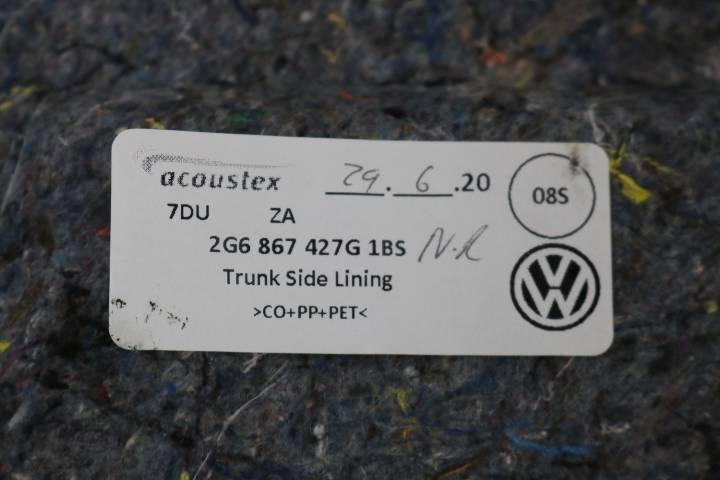 acoustex 29.6.20
08S
7DU ZA
2G6 867 427G 1BS N.R
Trunk Side Lining
>CO+PP+PET<